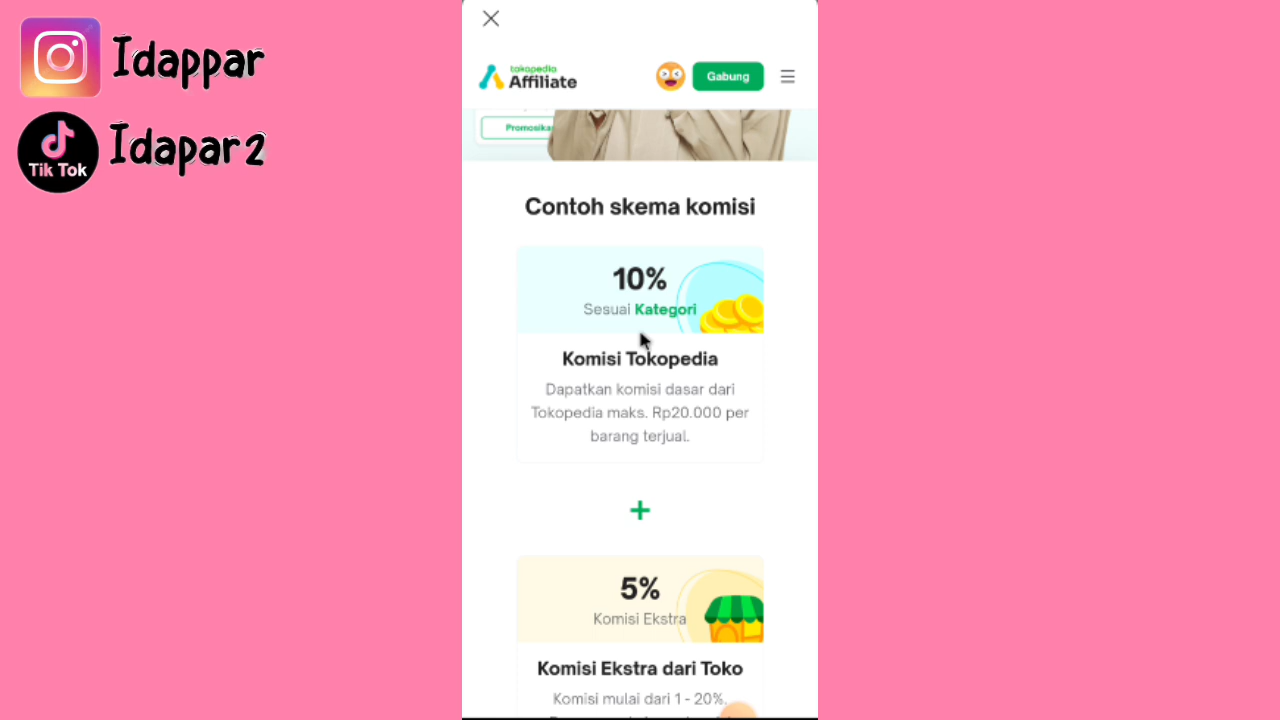 Idappar
Tik Tok
Idapar2
tokopedia
Affiliate
Gabung
Promosika
Contoh skema komisi
10%
Sesuai Kategori
Komisi Tokopedia
Dapatkan komisi dasar dari
Tokopedia maks. Rp20.000 per
barang terjual.
+
5%
Komisi Ekstra
Komisi Ekstra dari Toko
Komisi mulai dari 1 - 20%.